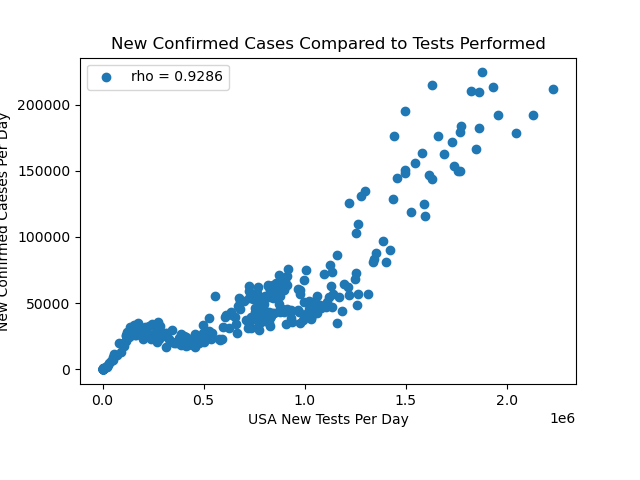 New Confirmed Cases Compared to Tests Performed
rho = 0.9286
New Confirmed Caeses Per Day
200000
150000
100000
50000
0
0.0 0.5 1.0 1.5 2.0
1e6
USA New Tests Per Day